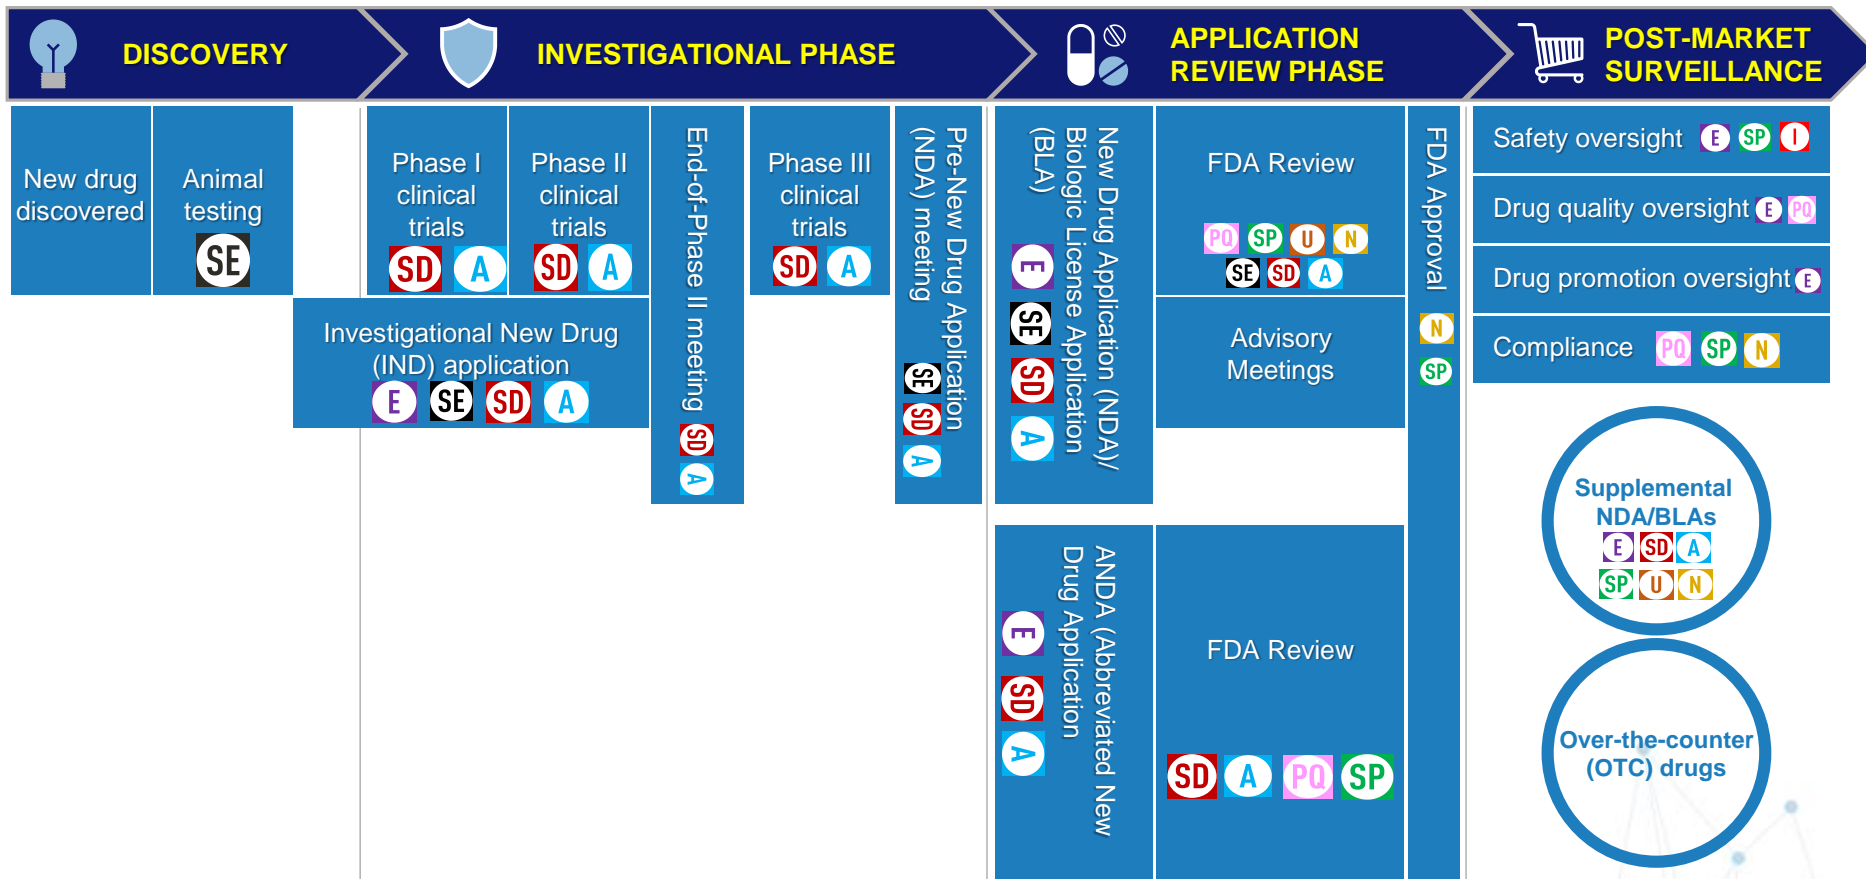 DISCOVERY
INVESTIGATIONAL PHASE
APPLICATION
REVIEW PHASE
POST-MARKET
SURVEILLANCE
New drug
discovered
Animal
testing
SE
Phase I
clinical
trials
SD A
Phase II
clinical
trials
SD A
Investigational New Drug
(IND) application
E SE SD A
End-of-Phase II meeting SD A
Phase III
clinical
trials
SD A
Pre-New Drug Application
(NDA) meeting
SE SD A
New Drug Application (NDA)/
Biologic License Application
(BLA)
E SE SD A
FDA Review
PQ SP U N
SE SD A
Advisory
Meetings
ANDA (Abbreviated New
Drug Application
E SD A
FDA Review
SD A PQ SP
FDA Approval N SP
Safety oversight E SP I
Drug quality oversight E PQ
Drug promotion oversight E
Compliance PQ SP N
Supplemental
NDA/BLAs
E SD A
SP U N
Over-the-counter
(OTC) drugs